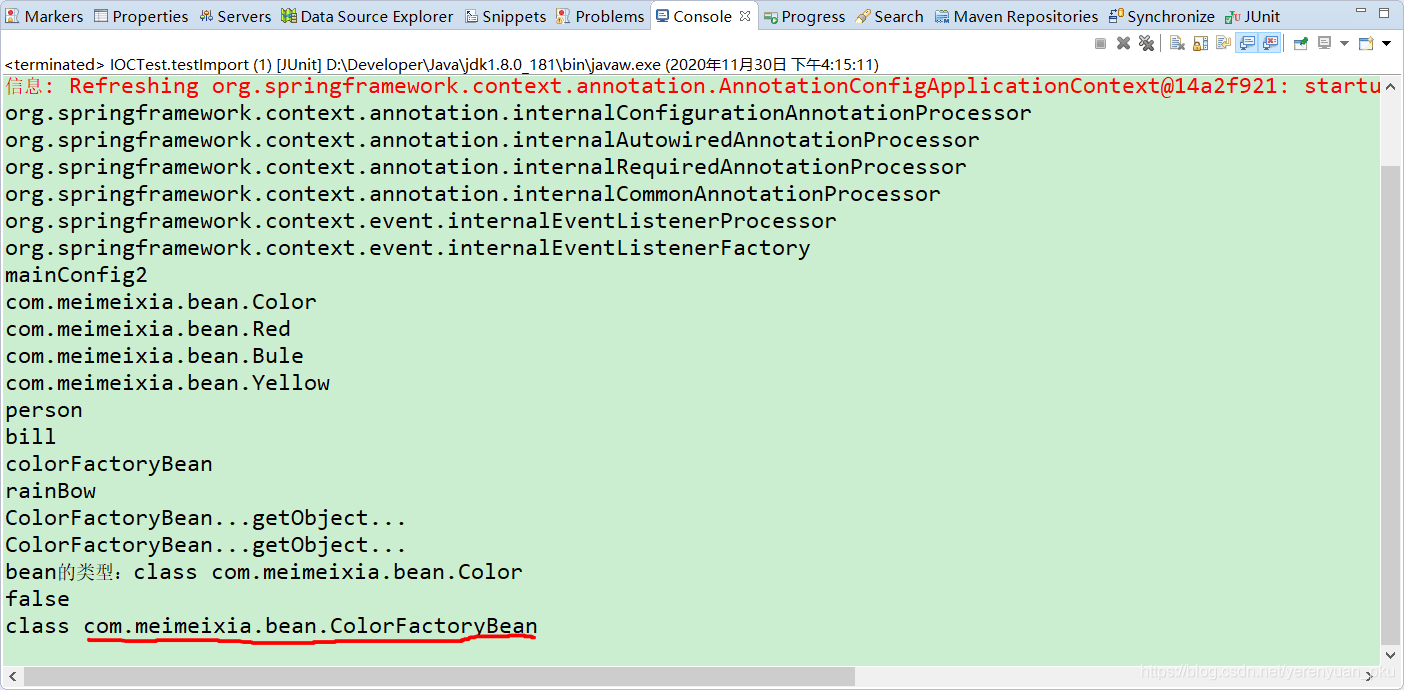 Markers Properties Servers Data Source Explorer Snippets Problems Console Progress Search Maven Repositories Synchronize JUnit
<terminated> IOCTest.testImport (1) [JUnit] D:\Developer\Java\jdk1.8.0_181\bin\javaw.exe (2020年11月30日 下午4:15:11)
信息: Refreshing org.springframework.context.annotation.AnnotationConfigApplicationContext@14a2f921: startu
org.springframework.context.annotation.internalConfigurationAnnotationProcessor
org.springframework.context.annotation.internalAutowiredAnnotationProcessor
org.springframework.context.annotation.internalRequiredAnnotationProcessor
org.springframework.context.annotation.internalCommonAnnotationProcessor
org.springframework.context.event.internalEventListenerProcessor
org.springframework.context.event.internalEventListenerFactory
mainConfig2
com.meimeixia.bean.Color
com.meimeixia.bean.Red
com.meimeixia.bean.Bule
com.meimeixia.bean.Yellow
person
bill
colorFactoryBean
rainBow
ColorFactoryBean...getObject...
ColorFactoryBean...getObject...
bean的类型：class com.meimeixia.bean.Color
false
class com.meimeixia.bean.ColorFactoryBean
https://blog.csdn.net/yerenyuan_pku